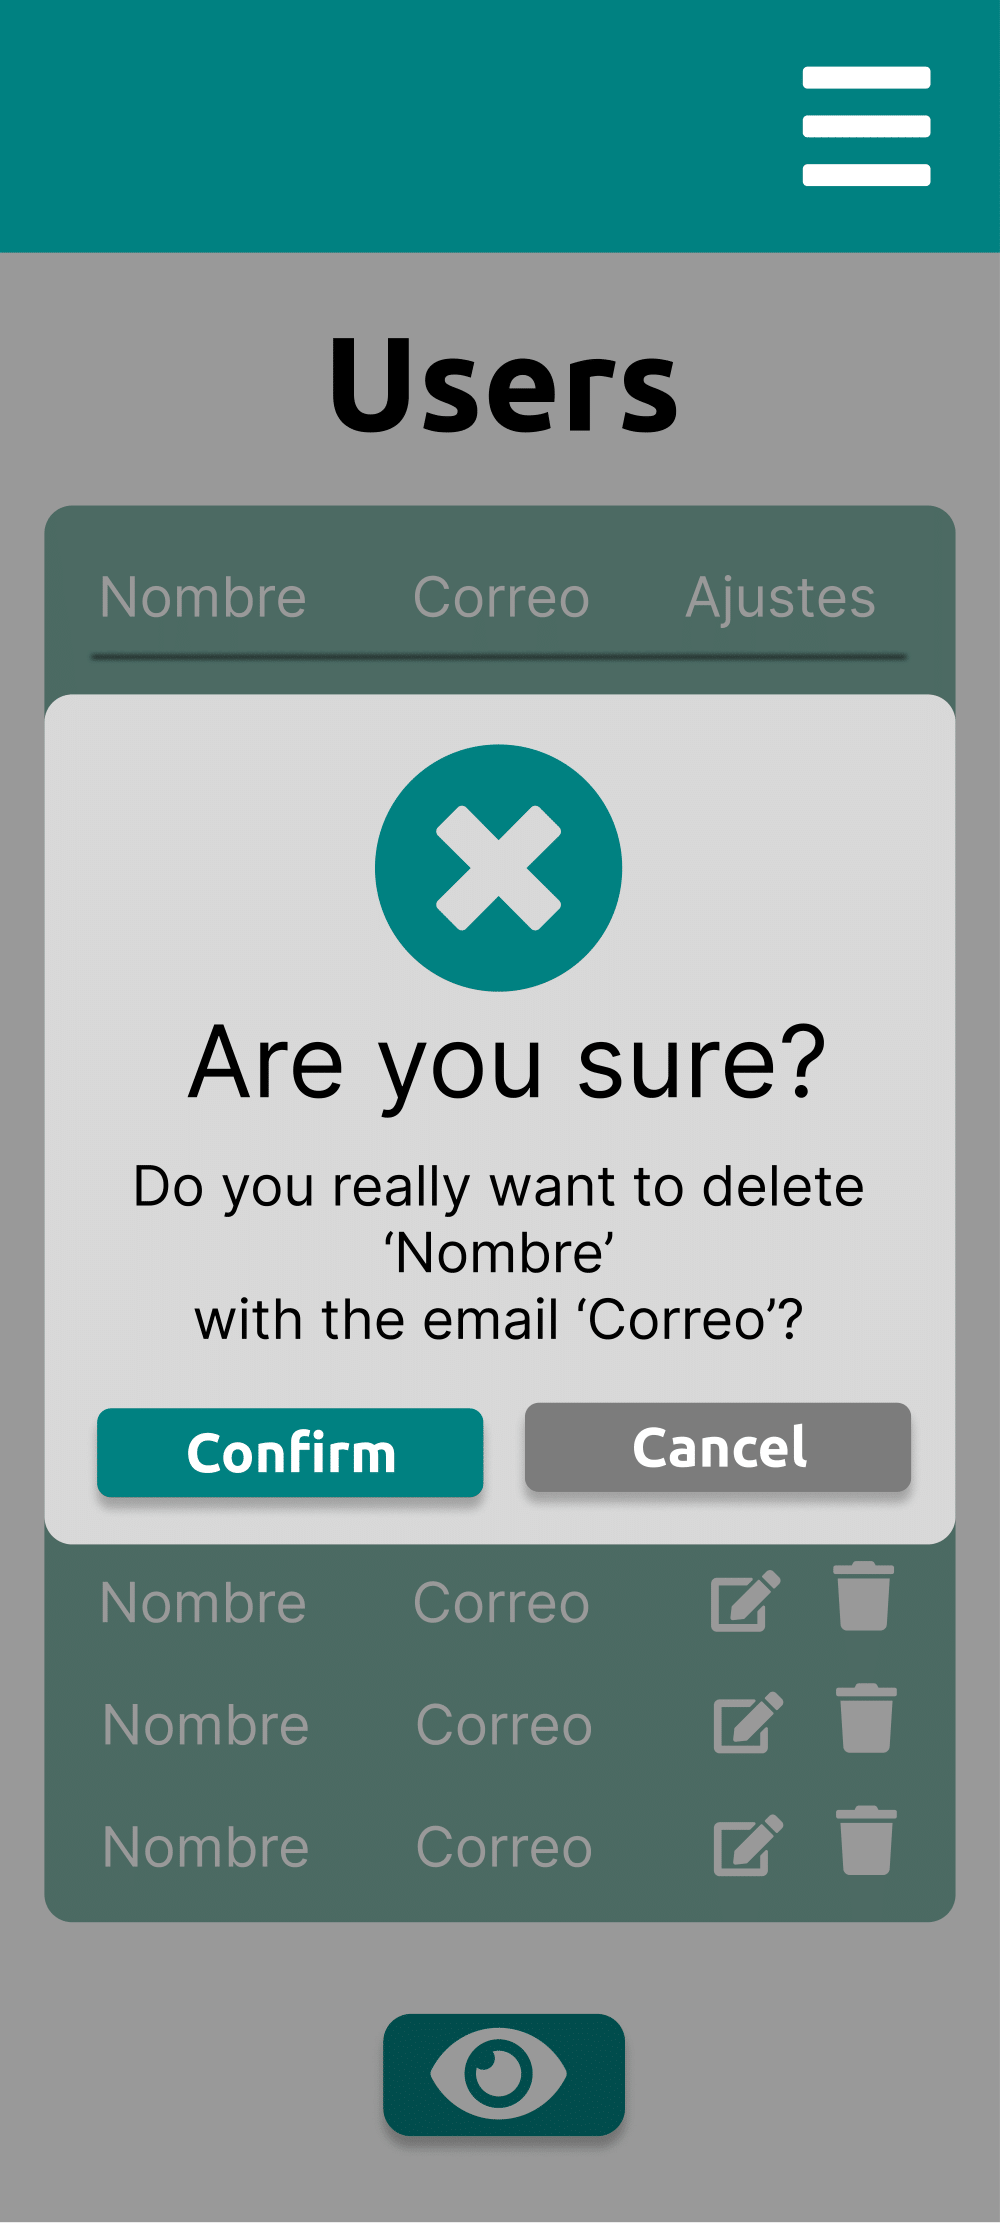 Users
Nombre Correo Ajustes
Are you sure?
Do you really want to delete
‘Nombre’
with the email ‘Correo’?
Confirm Cancel
Nombre Correo
Nombre Correo
Nombre Correo